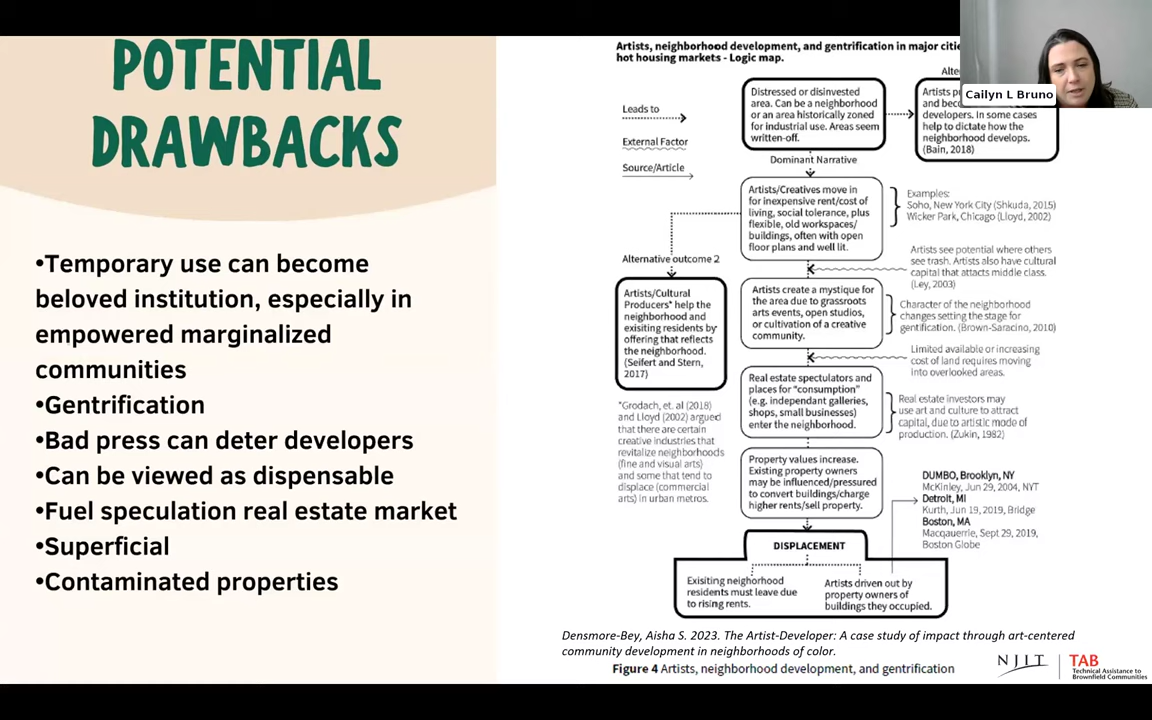 POTENTIAL
DRAWBACKS
•Temporary use can become
beloved institution, especially in
empowered marginalized
communities
•Gentrification
•Bad press can deter developers
•Can be viewed as dispensable
•Fuel speculation real estate market
•Superficial
•Contaminated properties
Artists, neighborhood development, and gentrification in major
hot housing markets - Logic map.
Leads to
External Factor
Source/Article
Distressed or disinvested
area. Can be a neighborhood
or an area historically zoned
for industrial use. Areas seem
written-off.
Artists
and
developers. In some cases
help to dictate how the
neighborhood develops.
(Bain, 2018)
Cailyn L Bruno
Dominant Narrative
Artists/Creatives move in
for inexpensive rent/cost of
living, social tolerance, plus
flexible, old workspaces/
buildings, often with open
floor plans and well lit.
Examples:
Soho, New York City (Shkuda, 2015)
Wicker Park, Chicago (Lloyd, 2002)
Alternative outcome 2
Artists/Cultural
Producers* help the
neighborhood and
exisiting residents by
offering that reflects
the neighborhood.
(Seifert and Stern,
2017)
*Grodach, et. al (2018)
and Lloyd (2002) argued
that there are certain
creative industries that
revitalize neighborhoods
(fine and visual arts)
and some that tend to
displace (commercial
arts) in urban metros.
Artists see potential where others
see trash. Artists also have cultural
capital that attacts middle class.
(Ley, 2003)
Artists create a mystique for
the area due to grassroots
arts events, open studios,
or cultivation of a creative
community.
Character of the neighborhood
changes setting the stage for
gentification. (Brown-Saracino, 2010)
Limited available or increasing
cost of land requires moving
into overlooked areas.
Real estate speculators and
places for “consumption”
(e.g. independant galleries,
shops, small businesses)
enter the neighborhood.
Real estate investors may
use art and culture to attract
capital, due to artistic mode of
production. (Zukin, 1982)
Property values increase.
Existing property owners
may be influenced/pressured
to convert buildings/charge
higher rents/sell property.
DUMBO, Brooklyn, NY
McKinley, Jun 29, 2004, NYT
Detroit, MI
Kurth, Jun 19, 2019, Bridge
Boston, MA
Macquarrie, Sept 29, 2019,
Boston Globe
DISPLACEMENT
Exisiting neighorhood
residents must leave due
to rising rents.
Artists driven out by
property owners of
buildings they occupied.
Densmore-Bey, Aisha S. 2023. The Artist-Developer: A case study of impact through art-centered
community development in neighborhoods of color.
Figure 4 Artists, neighborhood development, and gentrification
NJIT
TAB
Technical Assistance to
Brownfield Communities